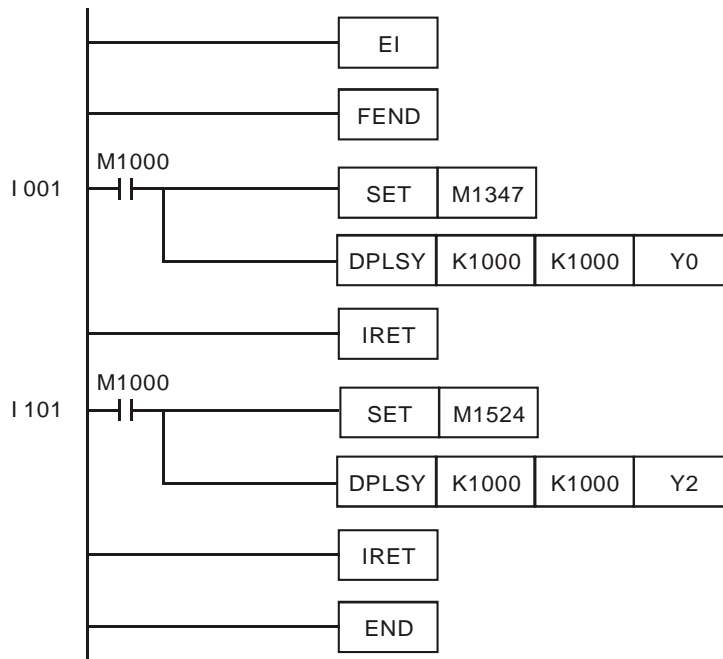 EI
FEND
M1000
I 001
SET M1347
DPLSY K1000 K1000 Y0
IRET
M1000
I 101
SET M1524
DPLSY K1000 K1000 Y2
IRET
END